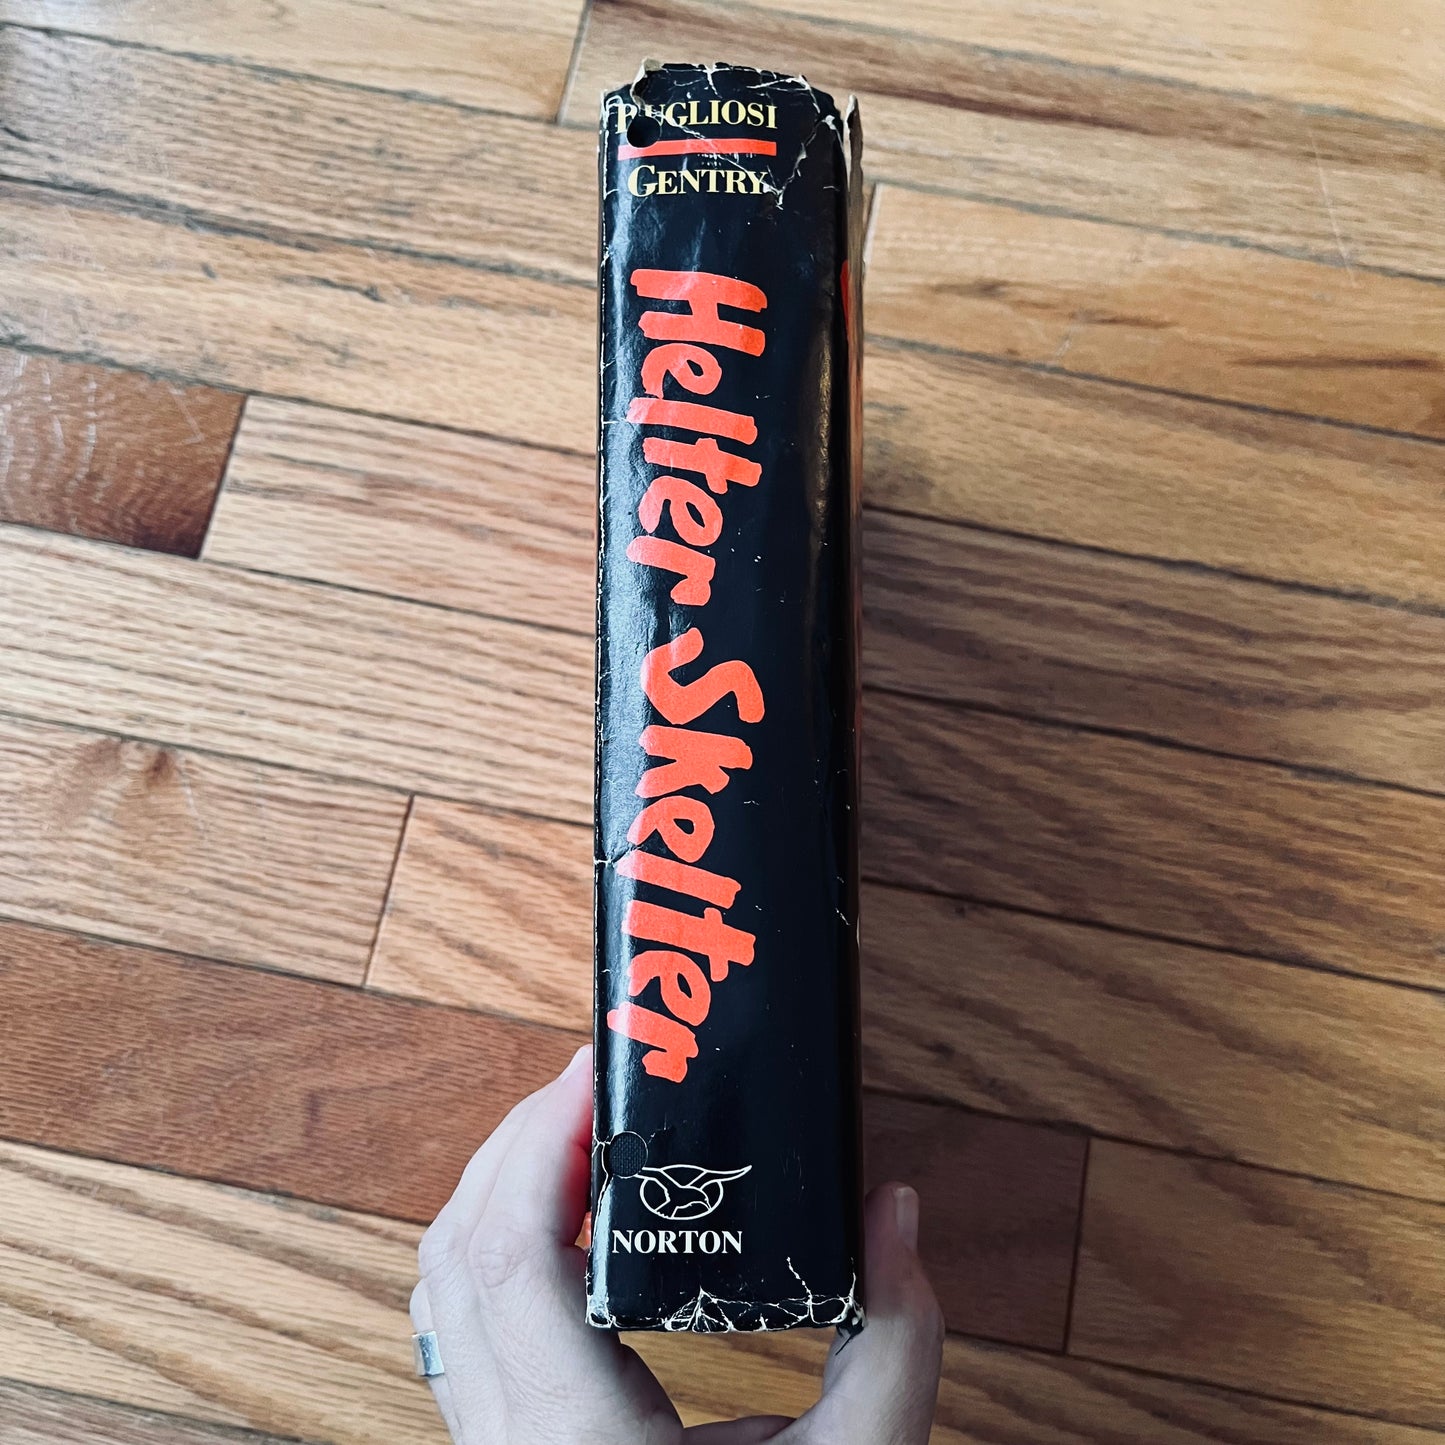 BUGLIOSI
GENTRY
Helter Skelter
NORTON